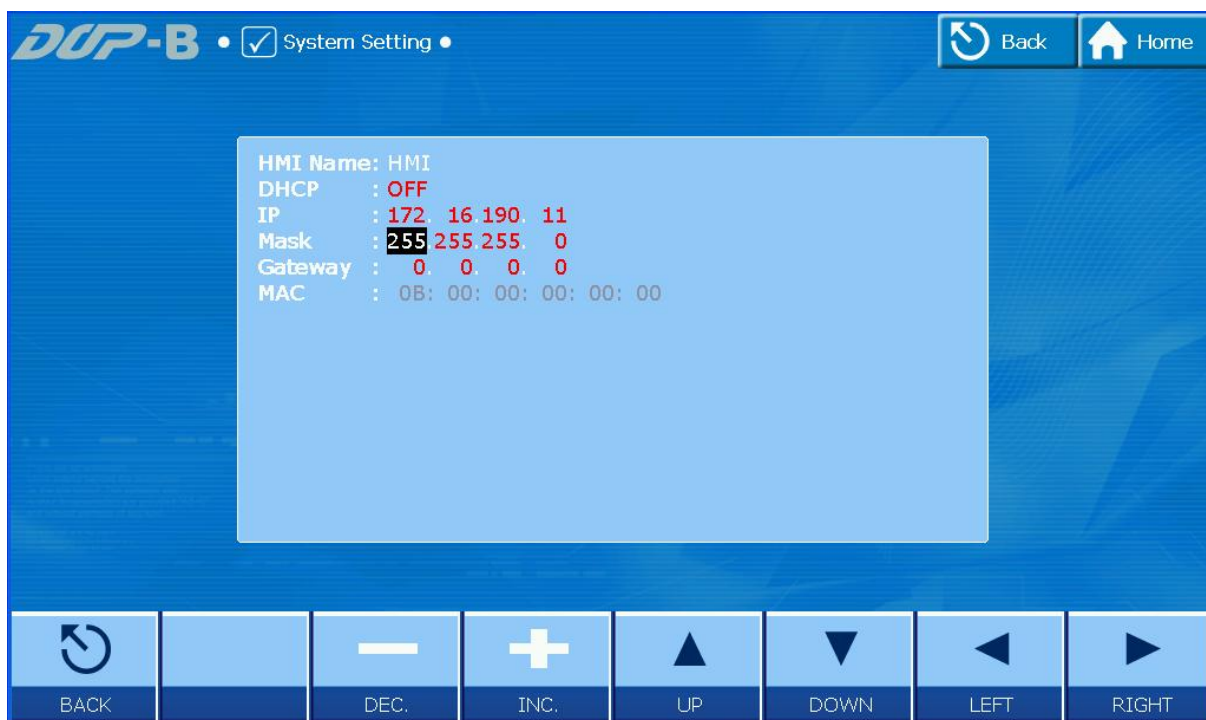 DOP-B • System Setting •
Back
Home
HMI Name: HMI
DHCP : OFF
IP : 172. 16.190. 11
Mask : 255.255.255. 0
Gateway : 0. 0. 0. 0
MAC : 0B: 00: 00: 00: 00: 00
BACK
DEC.
INC.
UP
DOWN
LEFT
RIGHT